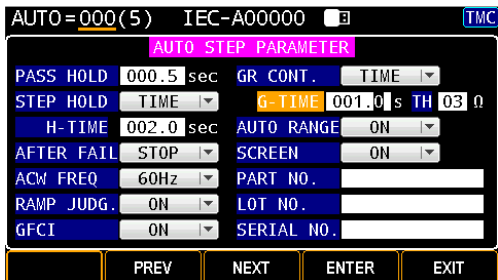 AUTO=000(5) IEC-A00000 TMC
AUTO STEP PARAMETER
PASS HOLD 000.5 sec GR CONT. TIME
STEP HOLD TIME G-TIME 001.0 s TH 03 Ω
H-TIME 002.0 sec AUTO RANGE ON
AFTER FAIL STOP SCREEN ON
ACW FREQ 60Hz PART NO.
RAMP JUDG. ON LOT NO.
GFCI ON SERIAL NO.
PREV NEXT ENTER EXIT